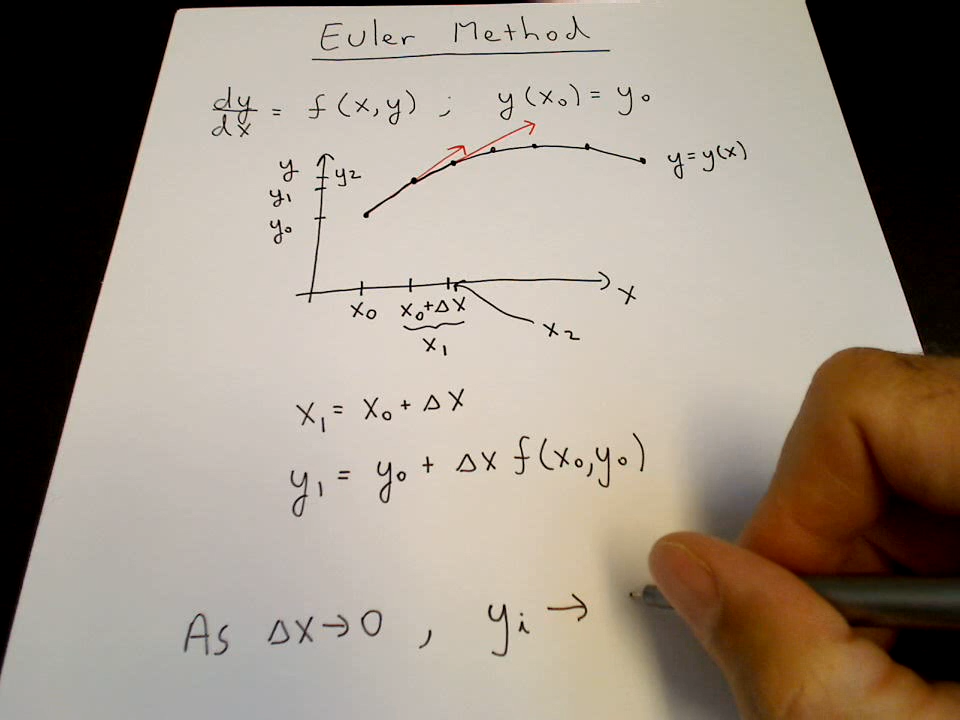 Euler Method
dy/dx = f(x,y) ; y(x₀) = y₀
y
y₂
y₁
y₀
y = y(x)
x
x₀
x₀+Δx
x₁
x₂
x₁ = x₀ + Δx
y₁ = y₀ + Δx f(x₀,y₀)
As Δx→0 , yᵢ →